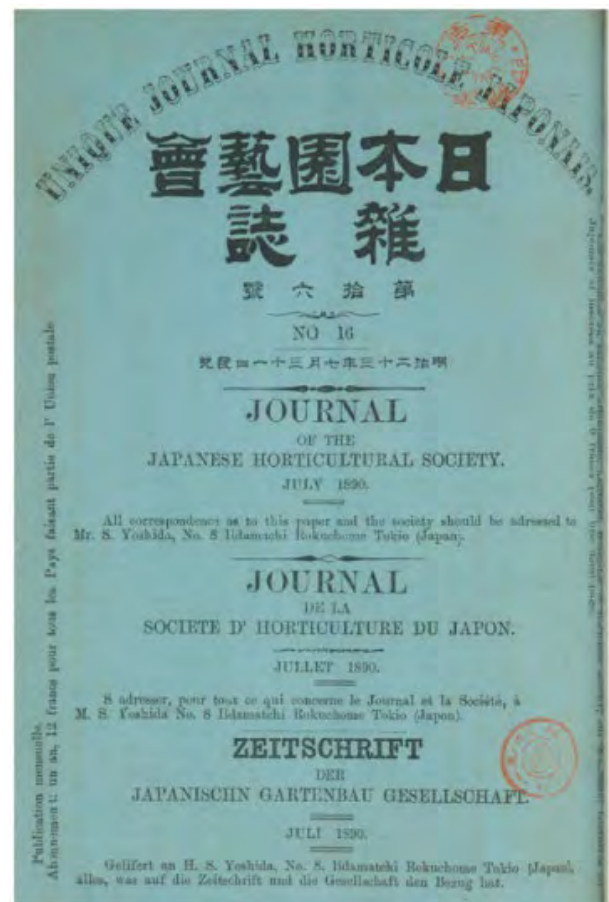 UNIQUE JOURNAL HORTICOLE JAPONAIS.
日本園藝會
雜誌
第拾六號
NO 16
明治二十三年七月三十一日發兌
JOURNAL
OF THE
JAPANESE HORTICULTURAL SOCIETY.
JULY 1890.
All correspondence as to this paper and the society should be adressed to
Mr. S. Yoshida, No. 8 Iidamatchi Rokuchome Tokio (Japan).
JOURNAL
DE LA
SOCIETE D' HORTICULTURE DU JAPON.
JULLET 1890.
S adresser, pour tout ce qui concerne le Journal et la Societé, à
M. S. Yoshida No. 8 Iidamatchi Rokuchome Tokio (Japon).
ZEITSCHRIFT
DER
JAPANISCHN GARTENBAU GESELLSCHAFT.
JULI 1890.
Gelifert an H. S. Yoshida, No. 8. Iidamatchi Rokuchome Tokio (Japan),
alles, was auf die Zeitschrift und die Gesellschaft den Bezug hat.
Publication mensuelle.
Abonnement: un an, 12 francs pour tous les Pays faisant partie de l' Union postale